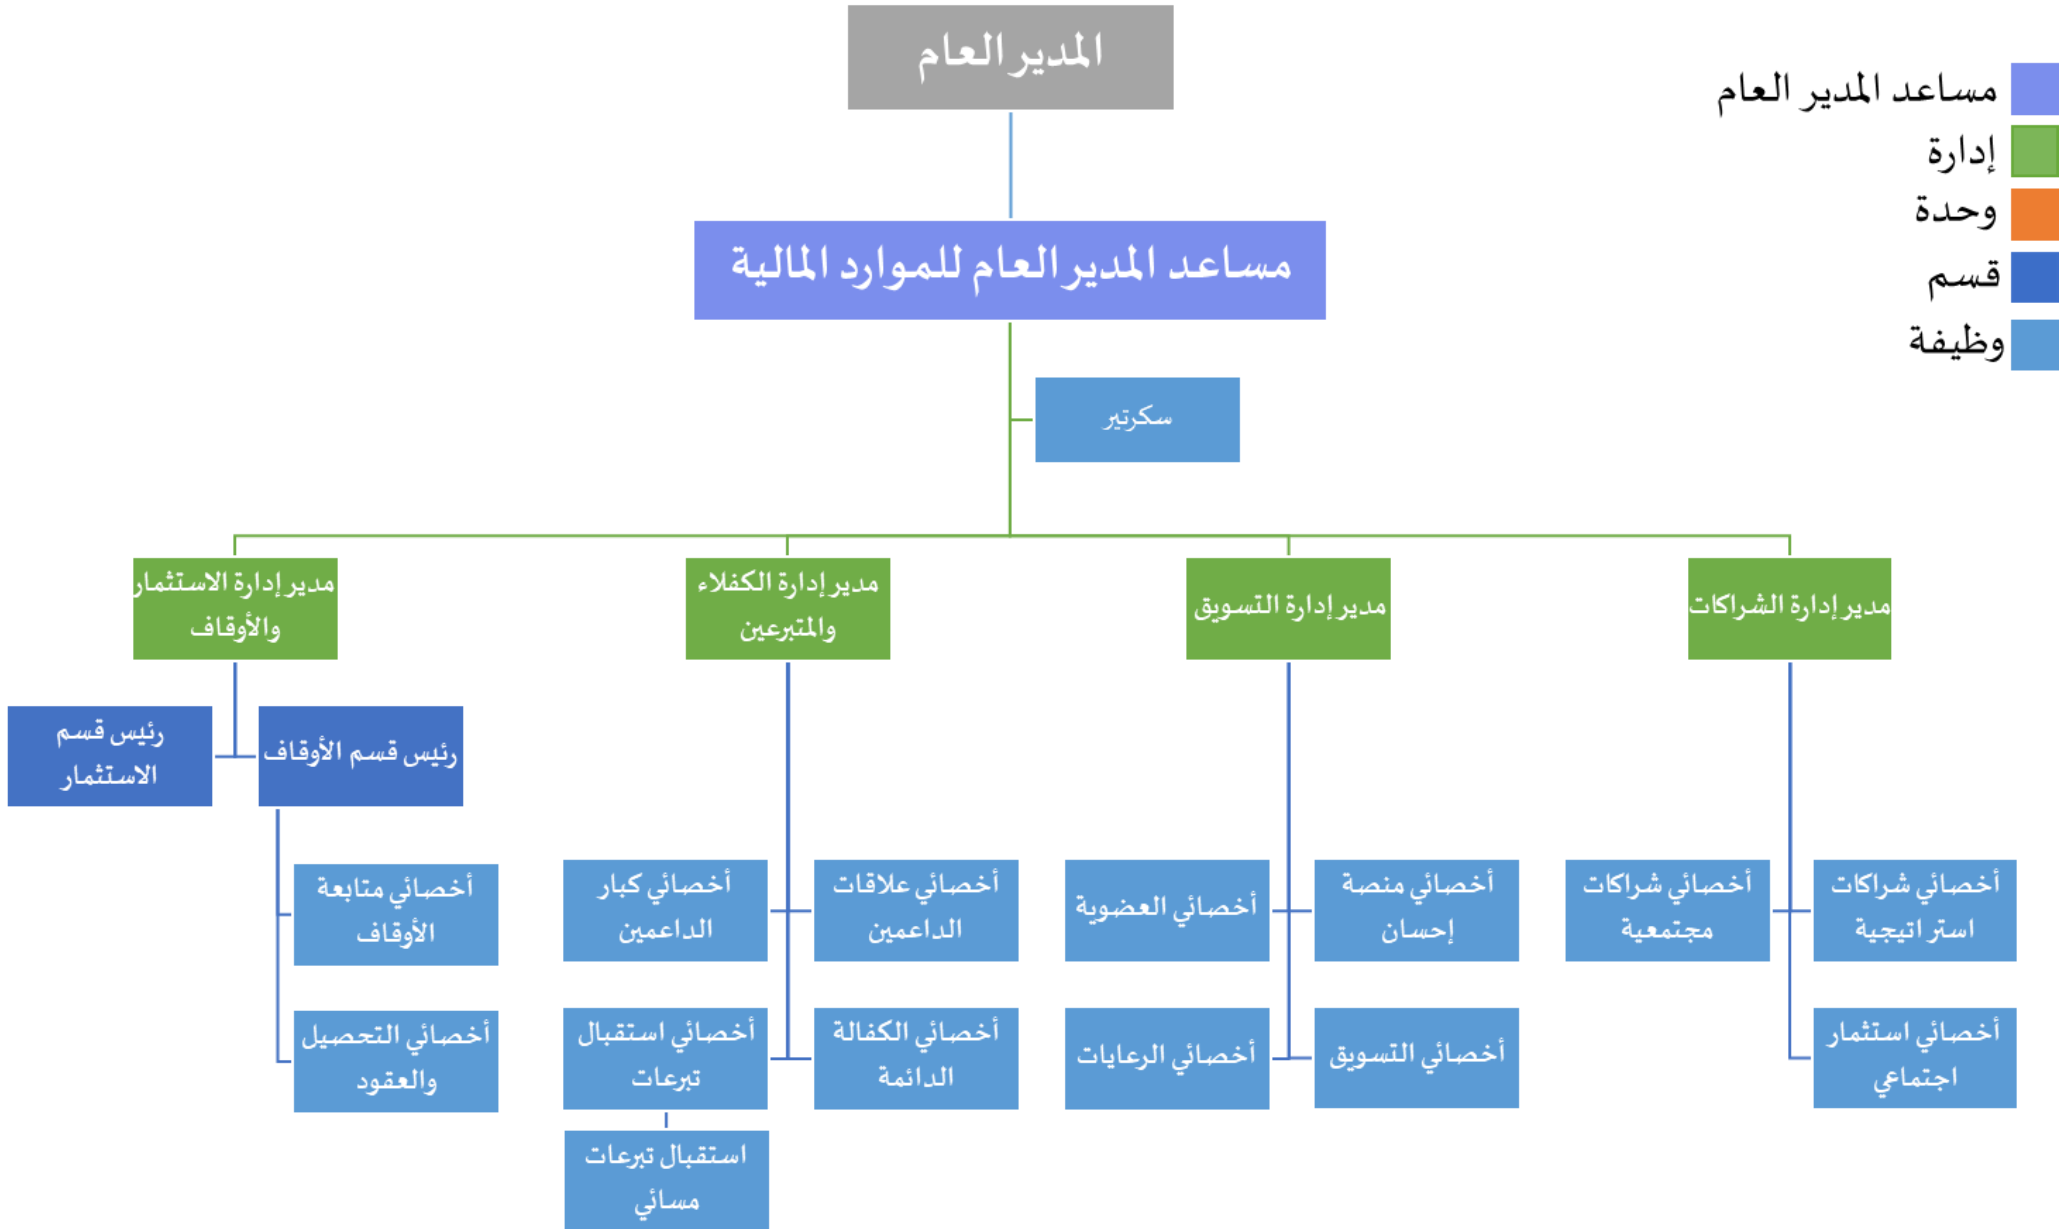 المدير العام
مساعد المدير العام
إدارة
وحدة
قسم
وظيفة
مساعد المدير العام للموارد المالية
سكرتير
مدير إدارة الشراكات
مدير إدارة التسويق
مدير إدارة الكفلاء
والمتبرعين
مدير إدارة الاستثمار
والأوقاف
رئيس قسم الأوقاف
رئيس قسم
الاستثمار
أخصائي شراكات
استراتيجية
أخصائي شراكات
مجتمعية
أخصائي منصة
إحسان
أخصائي العضوية
أخصائي علاقات
الداعمين
أخصائي كبار
الداعمين
أخصائي متابعة
الأوقاف
أخصائي استثمار
اجتماعي
أخصائي التسويق
أخصائي الرعايات
أخصائي الكفالة
الدائمة
أخصائي استقبال
تبرعات
أخصائي التحصيل
والعقود
استقبال تبرعات
مسائي